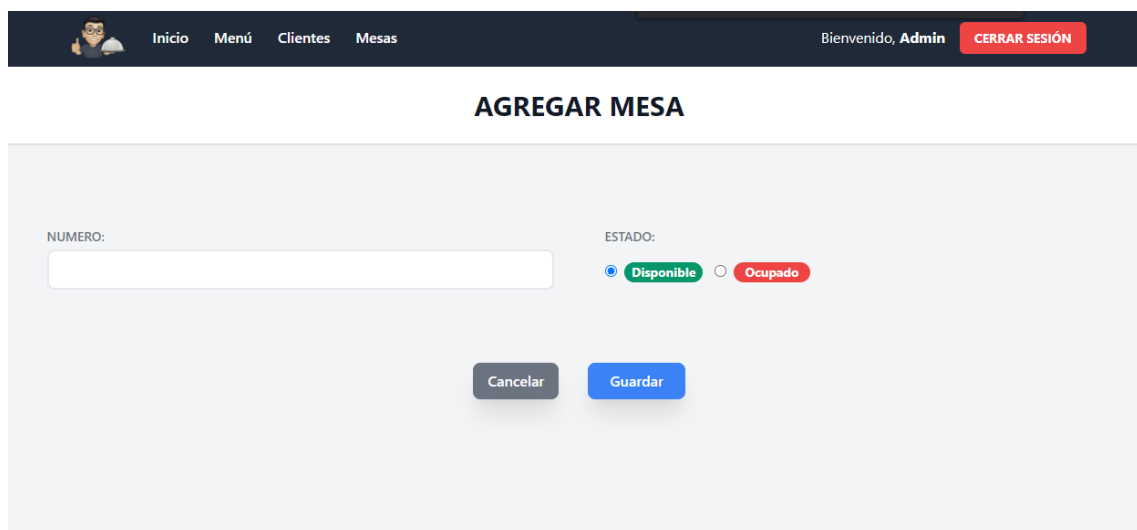 Inicio Menú Clientes Mesas Bienvenido, Admin CERRAR SESIÓN
AGREGAR MESA
NUMERO: ESTADO:
Disponible Ocupado
Cancelar Guardar